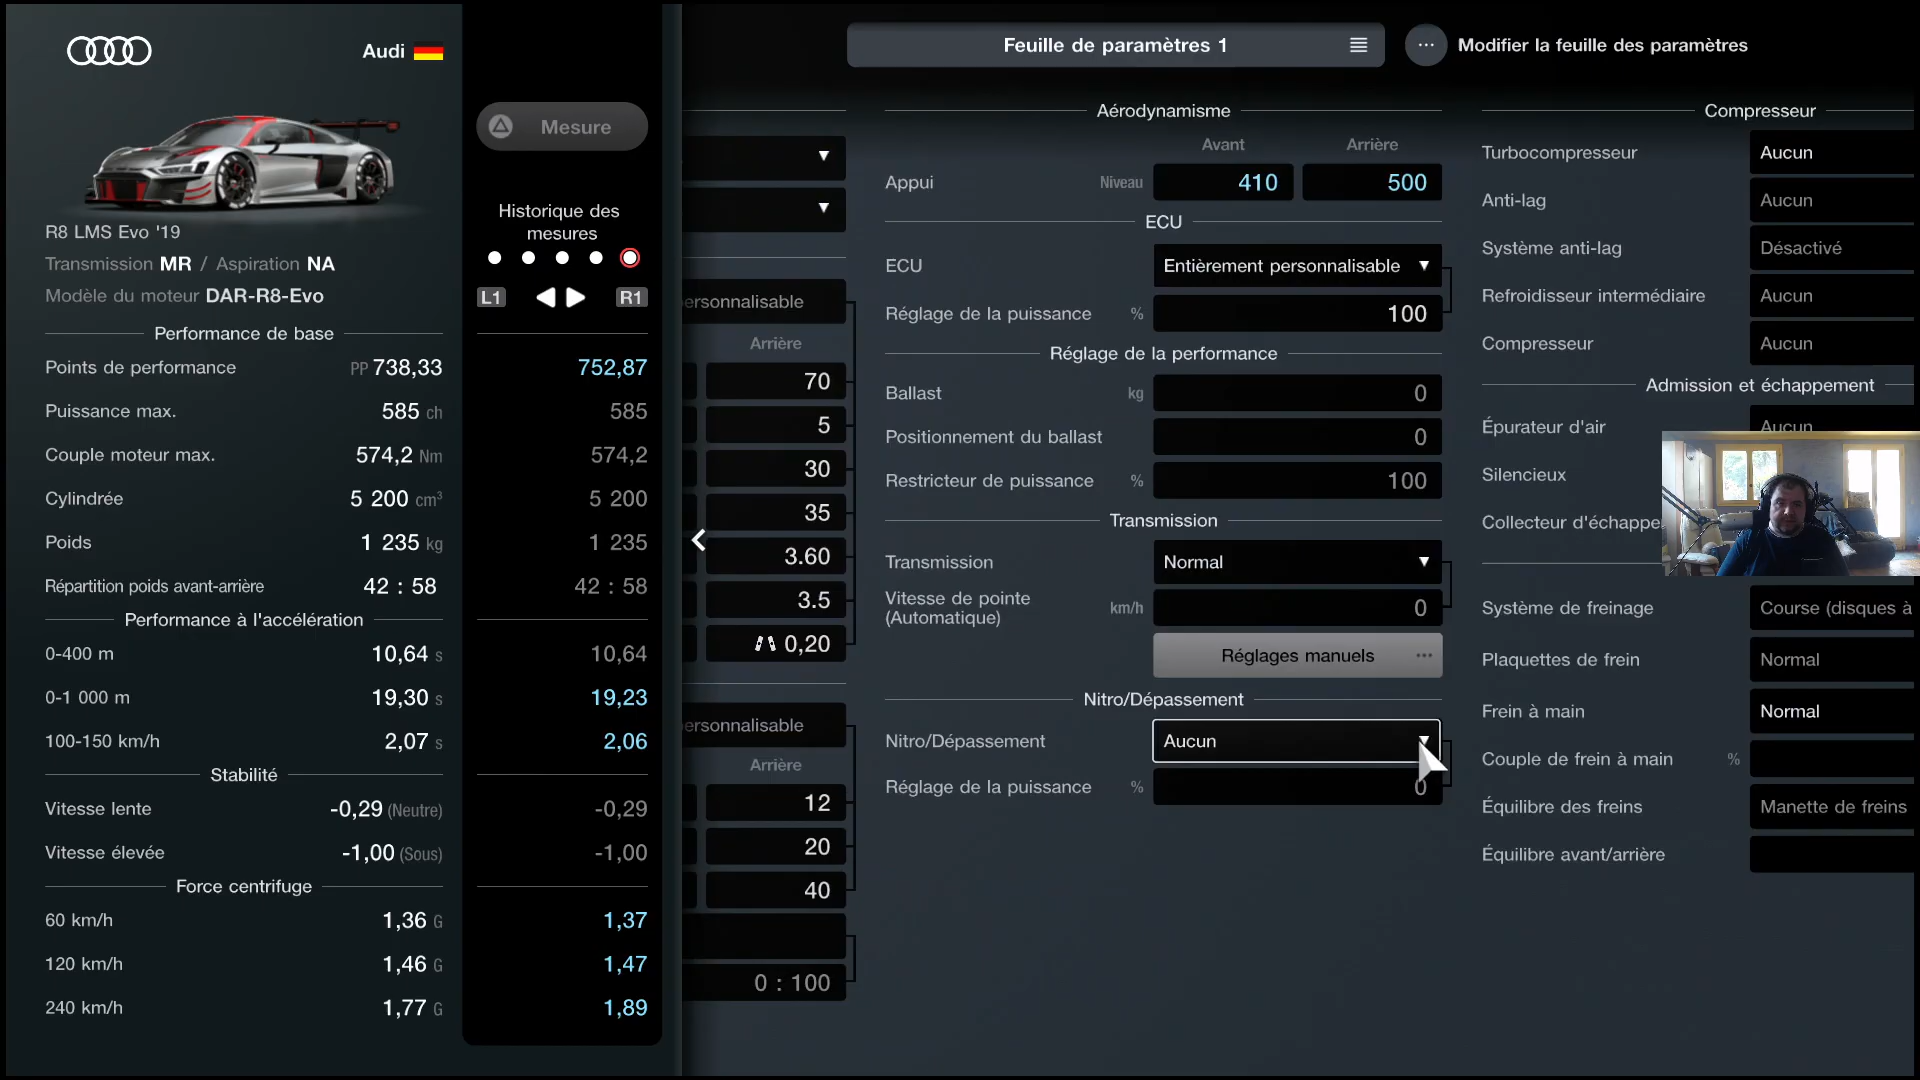 Audi
R8 LMS Evo '19
Transmission MR / Aspiration NA
Modèle du moteur DAR-R8-Evo
Performance de base
Points de performance PP 738,33
Puissance max. 585 ch
Couple moteur max. 574,2 Nm
Cylindrée 5 200 cm³
Poids 1 235 kg
Répartition poids avant-arrière 42 : 58
Performance à l'accélération
0-400 m 10,64 s
0-1 000 m 19,30 s
100-150 km/h 2,07 s
Stabilité
Vitesse lente -0,29 (Neutre)
Vitesse élevée -1,00 (Sous)
Force centrifuge
60 km/h 1,36 G
120 km/h 1,46 G
240 km/h 1,77 G
Mesure
Historique des
mesures
L1 R1
752,87
585
574,2
5 200
1 235
42 : 58
10,64
19,23
2,06
-0,29
-1,00
1,37
1,47
1,89
ersonnalisable
Arrière
70
5
30
35
3.60
3.5
0,20
ersonnalisable
Arrière
12
20
40
0 : 100
Feuille de paramètres 1
Modifier la feuille des paramètres
Aérodynamisme
Avant Arrière
Appui Niveau 410 500
ECU
ECU Entièrement personnalisable
Réglage de la puissance % 100
Réglage de la performance
Ballast kg 0
Positionnement du ballast 0
Restricteur de puissance % 100
Transmission
Transmission Normal
Vitesse de pointe
(Automatique) km/h 0
Réglages manuels
Nitro/Dépassement
Nitro/Dépassement Aucun
Réglage de la puissance % 0
Compresseur
Turbocompresseur Aucun
Anti-lag Aucun
Système anti-lag Désactivé
Refroidisseur intermédiaire Aucun
Compresseur Aucun
Admission et échappement
Épurateur d'air Aucun
Silencieux
Collecteur d'échappe
Système de freinage Course (disques à
Plaquettes de frein Normal
Frein à main Normal
Couple de frein à main %
Équilibre des freins Manette de freins
Équilibre avant/arrière